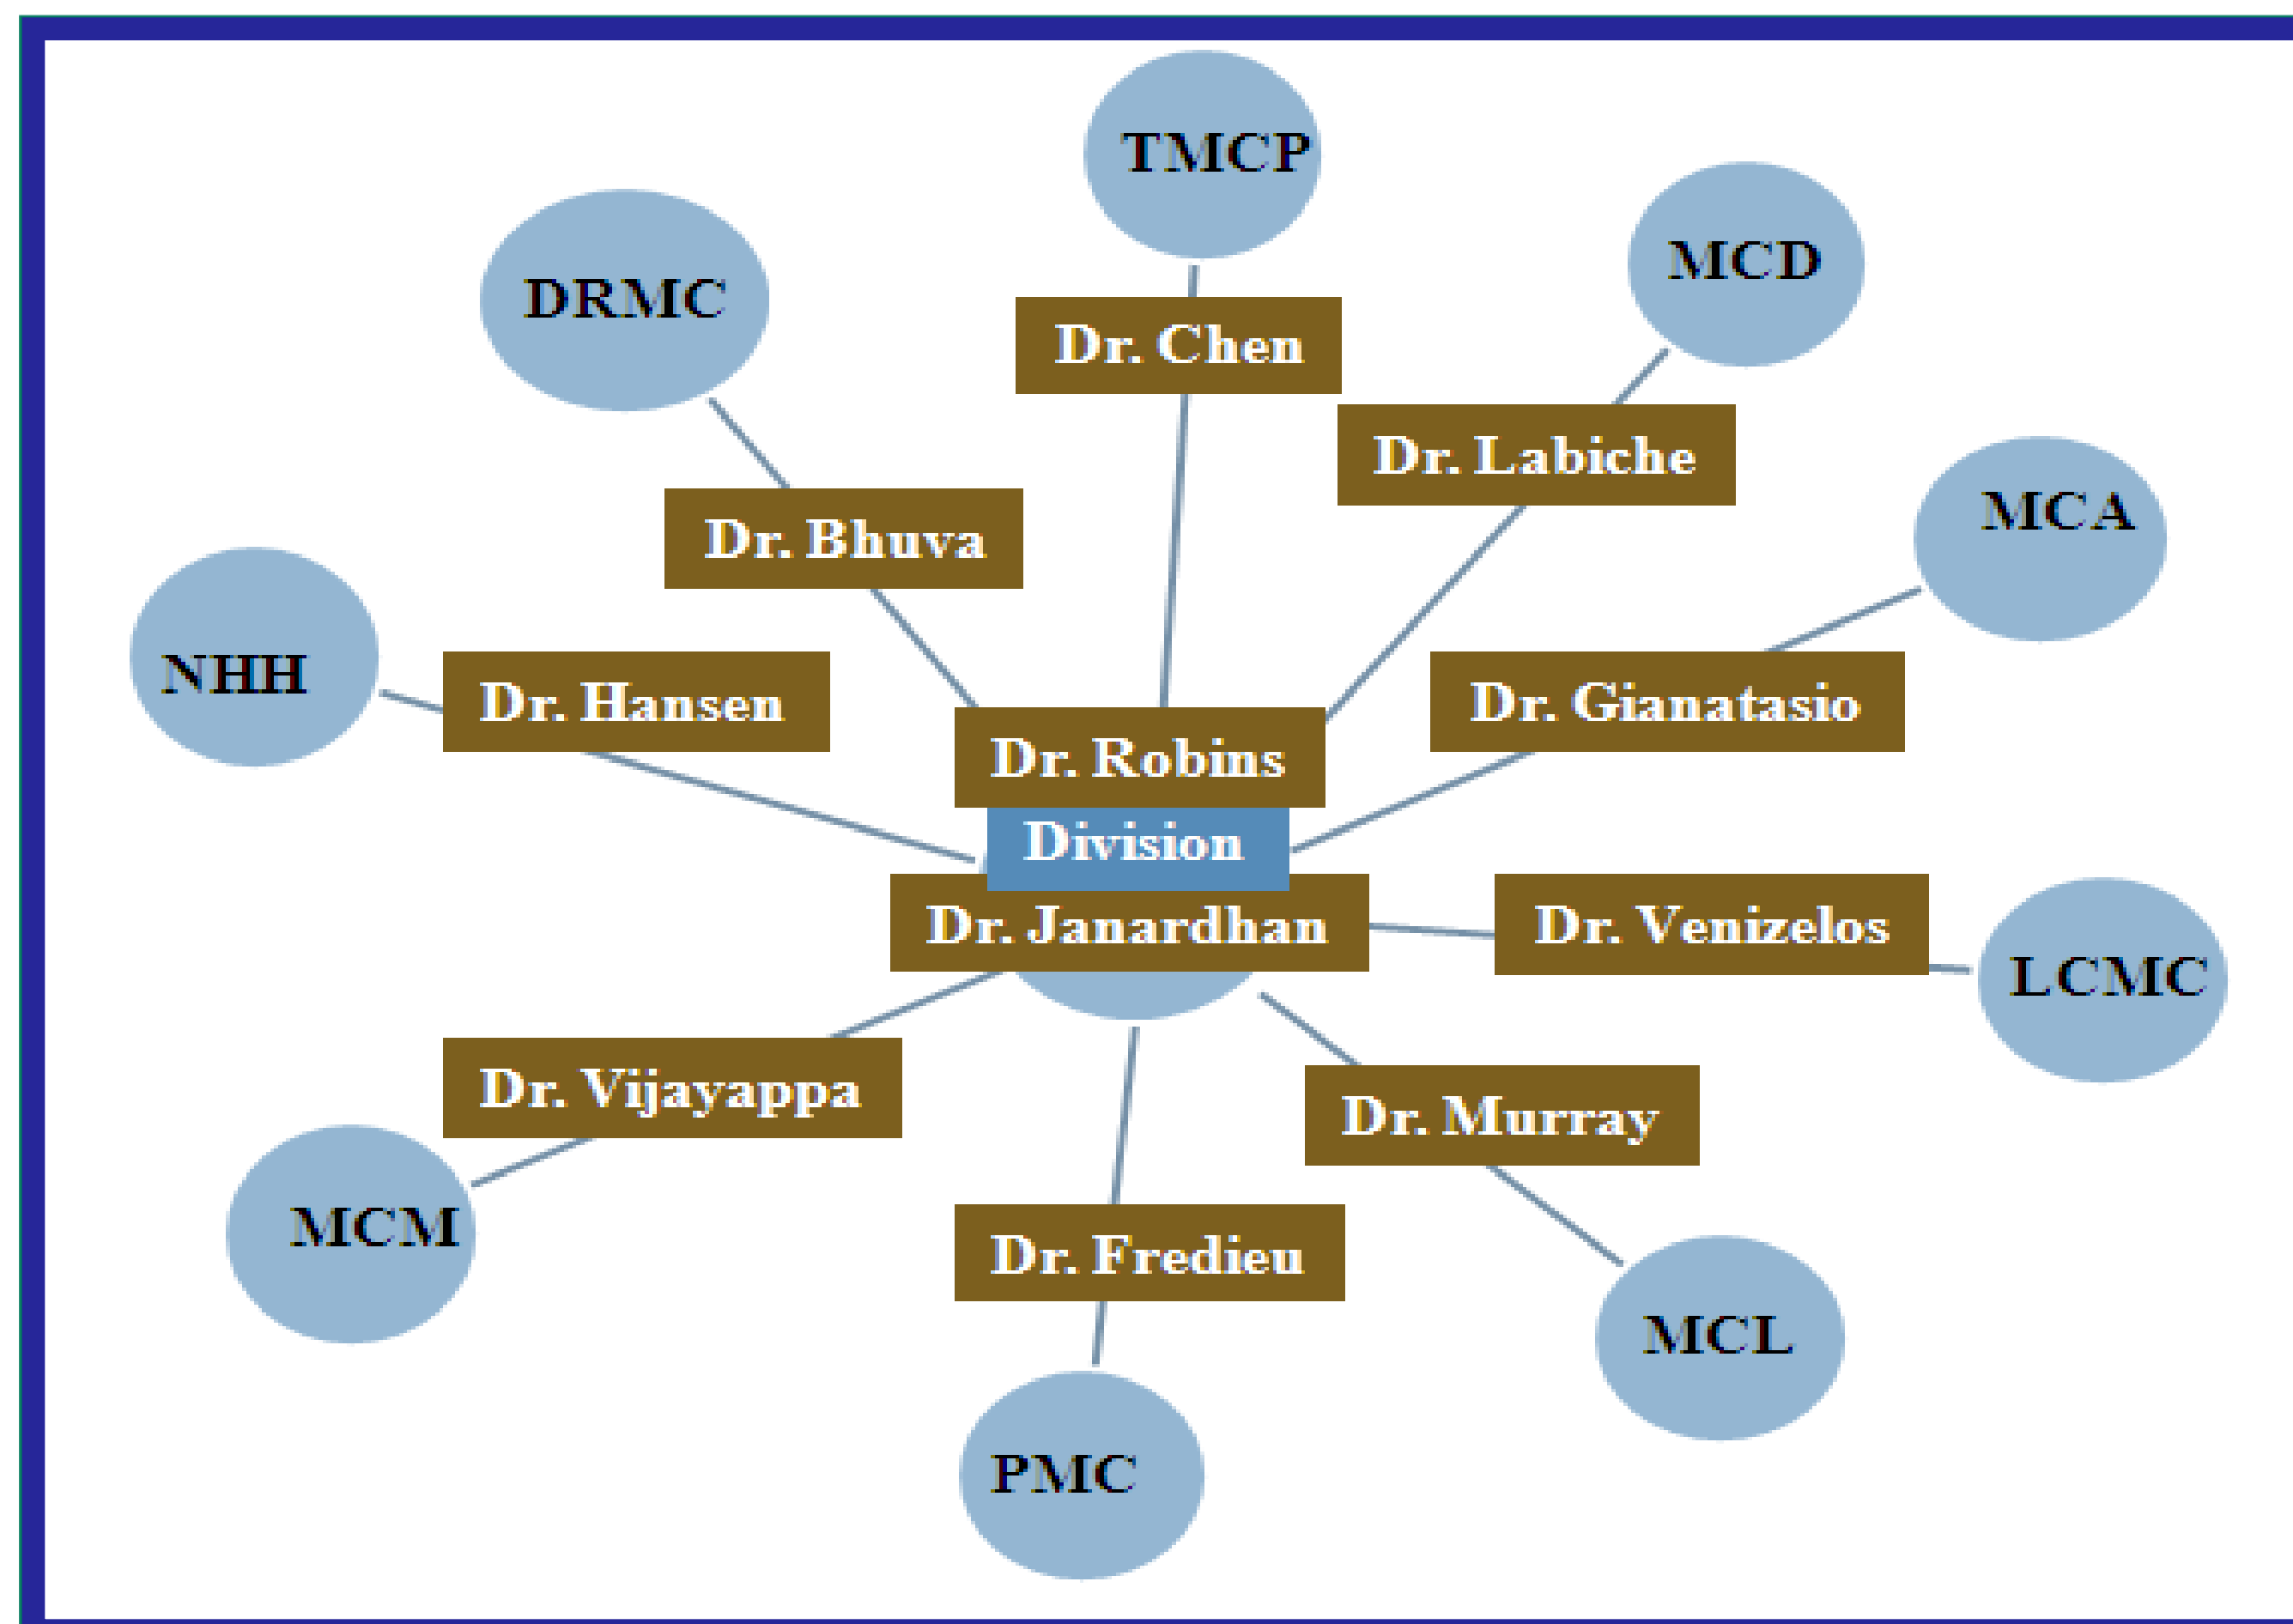 TMCP
MCD
DRMC
Dr. Chen
Dr. Labiche
MCA
Dr. Bhuva
NHH
Dr. Hansen
Dr. Gianatasio
Dr. Robins
Division
Dr. Janardhan
Dr. Venizelos
LCMC
Dr. Vijayappa
Dr. Murray
MCM
Dr. Fredieu
MCL
PMC